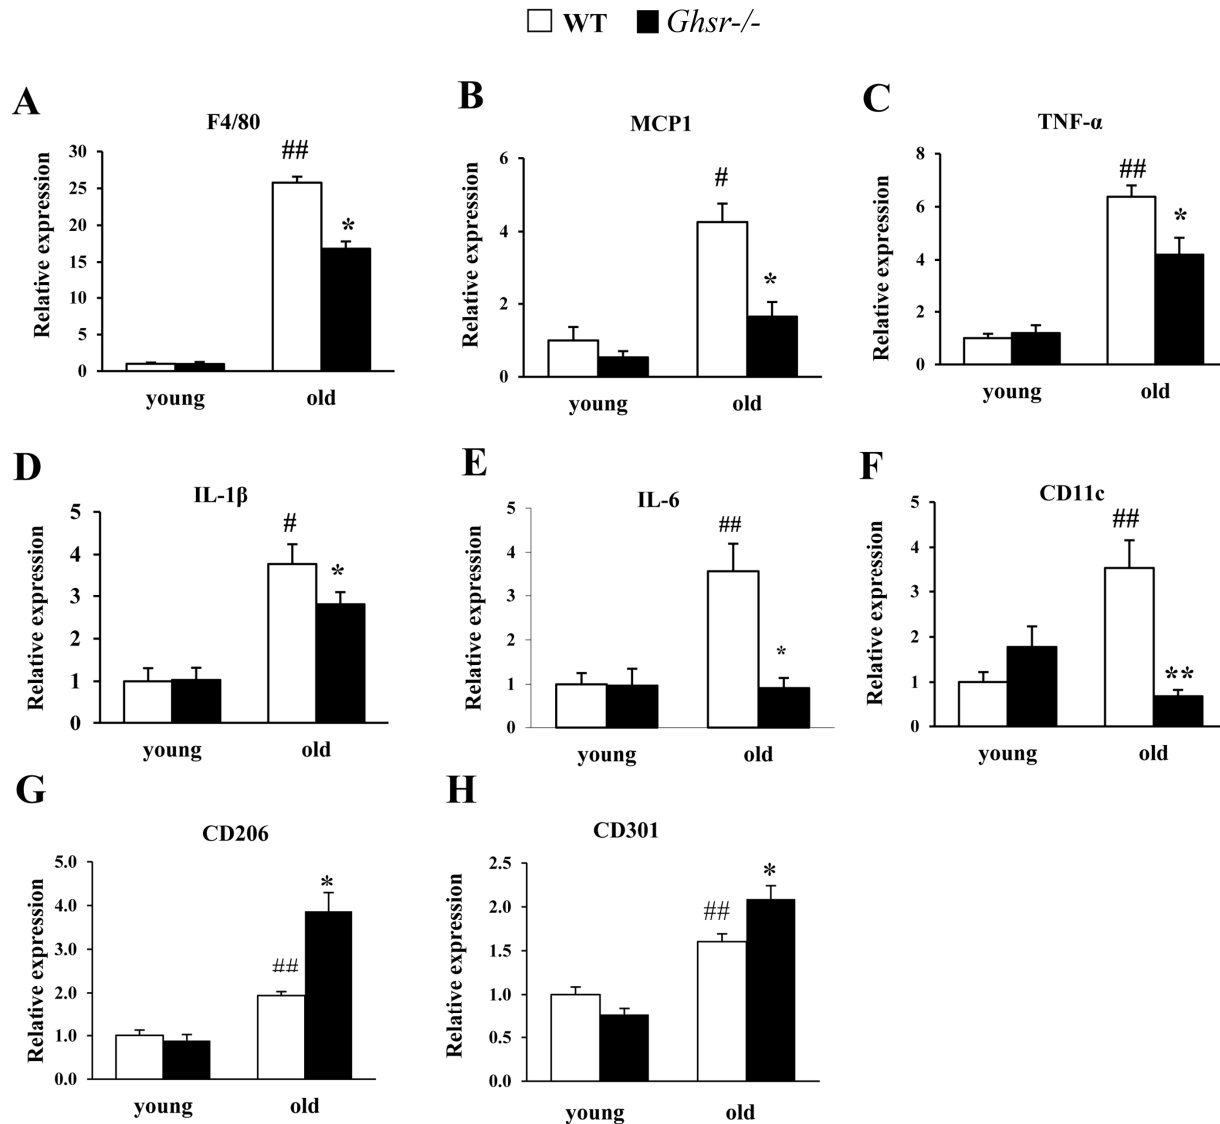 WT Ghsr-/-
A
F4/80
Relative expression
30
25
20
15
10
5
0
##
*
young old
B
MCP1
Relative expression
6
4
2
0
#
*
young old
C
TNF-α
Relative expression
8
6
4
2
0
##
*
young old
D
IL-1β
Relative expression
5
4
3
2
1
0
#
*
young old
E
IL-6
Relative expression
5
4
3
2
1
0
##
*
young old
F
CD11c
Relative expression
5
4
3
2
1
0
##
**
young old
G
CD206
Relative expression
5.0
4.0
3.0
2.0
1.0
0.0
##
*
young old
H
CD301
Relative expression
2.5
2.0
1.5
1.0
0.5
0.0
##
*
young old